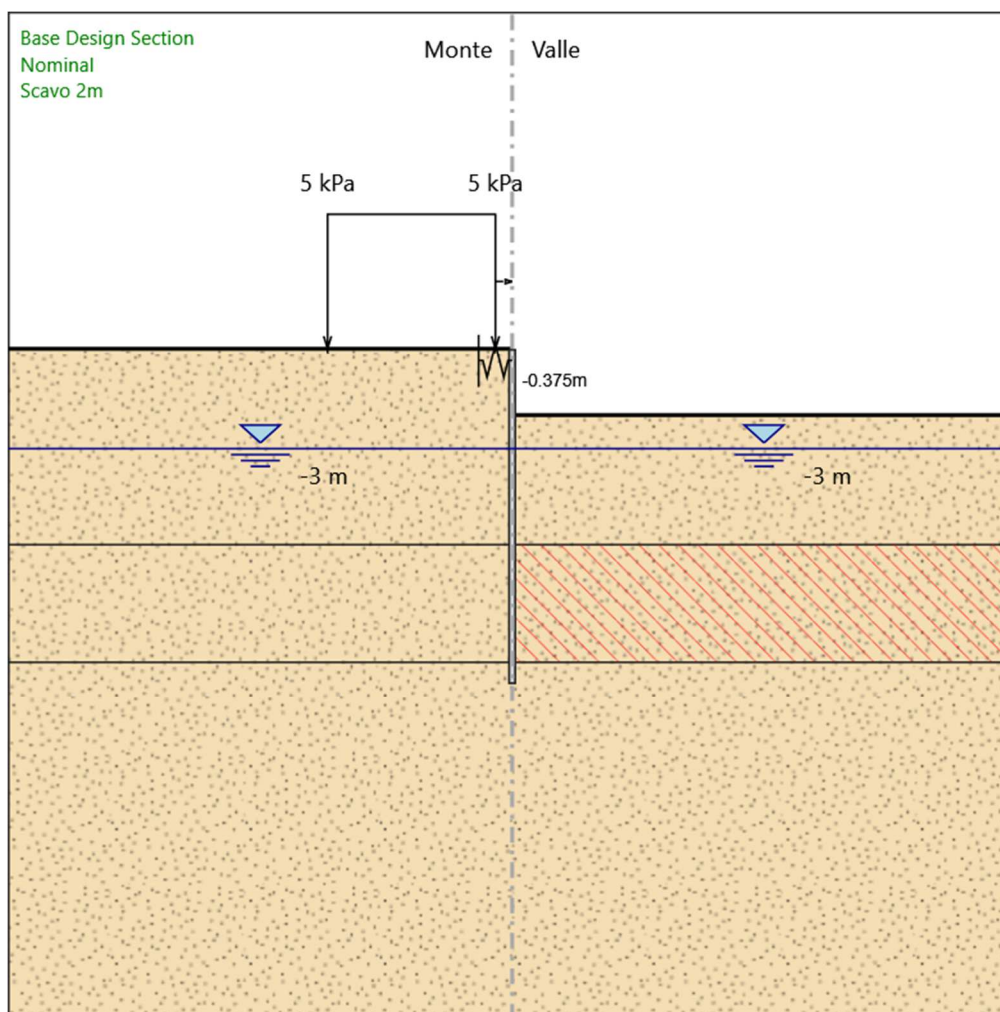 Base Design Section
Nominal
Scavo 2m
Monte
Valle
5 kPa
5 kPa
-0.375m
-3 m
-3 m